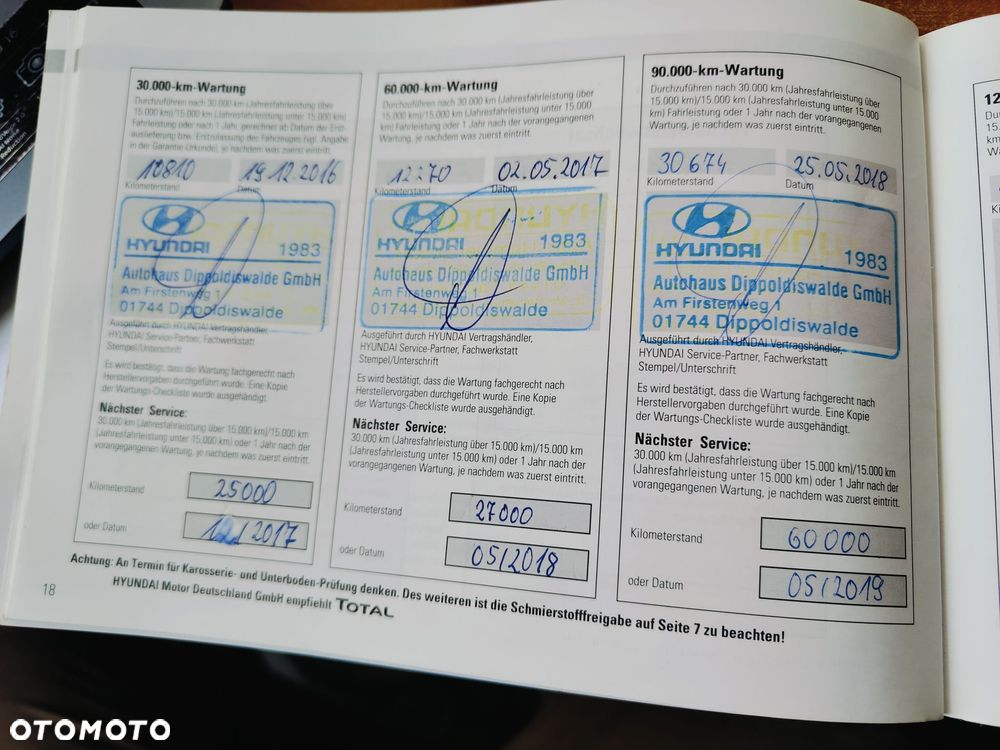 30.000-km-Wartung
Durchzuführen nach 30.000 km (Jahresfahrleistung über
15.000 km)/15.000 km (Jahresfahrleistung unter 15.000 km)
Fahrleistung oder nach 1 Jahr, gerechnet ab Datum der Erst-
auslieferung bzw. Erstzulassung des Fahrzeuges (vgl. Angabe
in der Garantie-Urkunde), je nachdem was zuerst eintritt.
10810 19.12.2016
Kilometerstand Datum
HYUNDAI 1983
Autohaus Dippoldiswalde GmbH
Am Firstenweg 1
01744 Dippoldiswalde
Ausgeführt durch HYUNDAI Vertragshändler,
HYUNDAI Service-Partner, Fachwerkstatt
Stempel/Unterschrift
Es wird bestätigt, dass die Wartung fachgerecht nach
Herstellervorgaben durchgeführt wurde. Eine Kopie
der Wartungs-Checkliste wurde ausgehändigt.
Nächster Service:
30.000 km (Jahresfahrleistung über 15.000 km)/15.000 km
(Jahresfahrleistung unter 15.000 km) oder 1 Jahr nach der
vorangegangenen Wartung, je nachdem was zuerst eintritt.
Kilometerstand 25000
oder Datum 12/2017
60.000-km-Wartung
Durchzuführen nach 30.000 km (Jahresfahrleistung über
15.000 km)/15.000 km (Jahresfahrleistung unter 15.000
km) Fahrleistung oder 1 Jahr nach der vorangegangenen
Wartung, je nachdem was zuerst eintritt.
02.05.2017
Kilometerstand Datum
HYUNDAI 1983
Autohaus Dippoldiswalde GmbH
Am Firstenweg 1
01744 Dippoldiswalde
Ausgeführt durch HYUNDAI Vertragshändler,
HYUNDAI Service-Partner, Fachwerkstatt
Stempel/Unterschrift
Es wird bestätigt, dass die Wartung fachgerecht nach
Herstellervorgaben durchgeführt wurde. Eine Kopie
der Wartungs-Checkliste wurde ausgehändigt.
Nächster Service:
30.000 km (Jahresfahrleistung über 15.000 km)/15.000 km
(Jahresfahrleistung unter 15.000 km) oder 1 Jahr nach der
vorangegangenen Wartung, je nachdem was zuerst eintritt.
Kilometerstand 27000
oder Datum 05/2018
90.000-km-Wartung
Durchzuführen nach 30.000 km (Jahresfahrleistung über
15.000 km)/15.000 km (Jahresfahrleistung unter 15.000
km) Fahrleistung oder 1 Jahr nach der vorangegangenen
Wartung, je nachdem was zuerst eintritt.
30674 25.05.2018
Kilometerstand Datum
HYUNDAI 1983
Autohaus Dippoldiswalde GmbH
Am Firstenweg 1
01744 Dippoldiswalde
Ausgeführt durch HYUNDAI Vertragshändler,
HYUNDAI Service-Partner, Fachwerkstatt
Stempel/Unterschrift
Es wird bestätigt, dass die Wartung fachgerecht nach
Herstellervorgaben durchgeführt wurde. Eine Kopie
der Wartungs-Checkliste wurde ausgehändigt.
Nächster Service:
30.000 km (Jahresfahrleistung über 15.000 km)/15.000 km
(Jahresfahrleistung unter 15.000 km) oder 1 Jahr nach der
vorangegangenen Wartung, je nachdem was zuerst eintritt.
Kilometerstand 60000
oder Datum 05/2019
Achtung: An Termin für Karosserie- und Unterboden-Prüfung denken. Des weiteren ist die Schmierstofffreigabe auf Seite 7 zu beachten!
18 HYUNDAI Motor Deutschland GmbH empfiehlt TOTAL
OTOMOTO